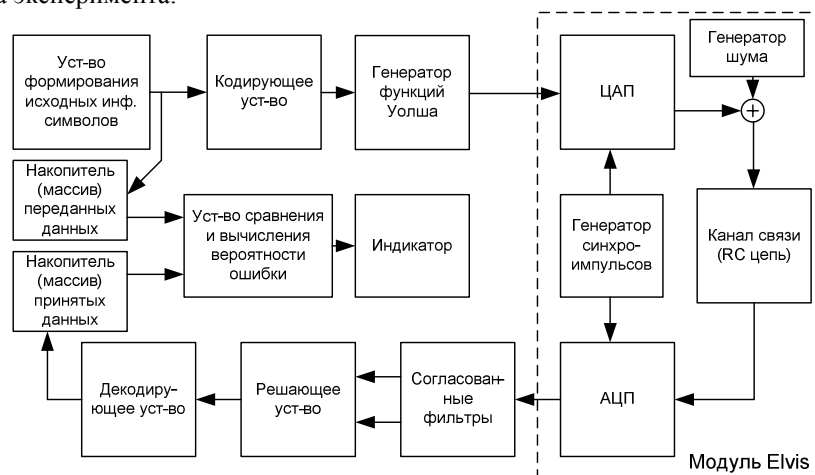 а эксперимента.
Уст-во
формирования
исходных инф.
символов
Кодирующее
уст-во
Генератор
функций
Уолша
ЦАП
Генератор
шума
Накопитель
(массив)
переданных
данных
Уст-во сравнения
и вычисления
вероятности
ошибки
Индикатор
Генератор
синхро-
импульсов
Канал связи
(RC цепь)
Накопитель
(массив)
принятых
данных
Декодиру-
ющее уст-во
Решающее
уст-во
Согласован-
ные
фильтры
АЦП
Модуль Elvis